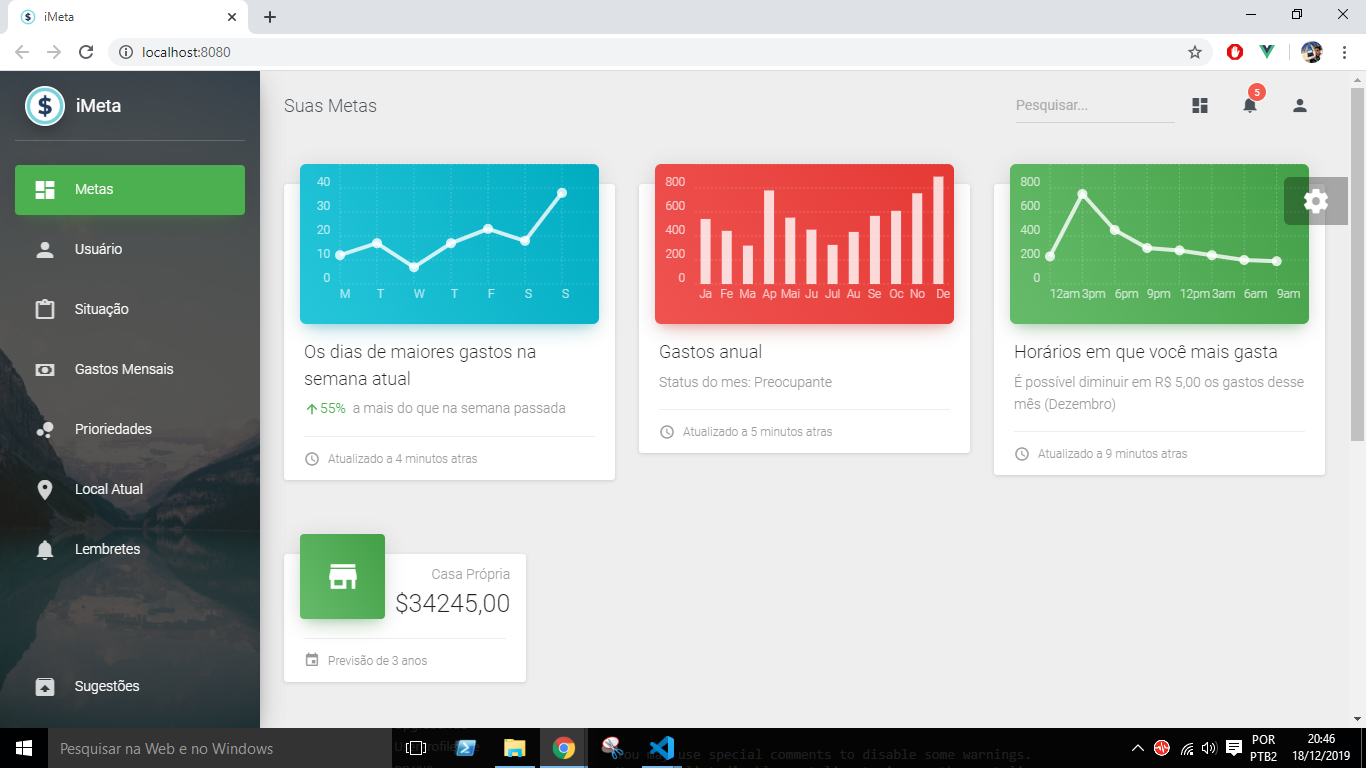 iMeta
localhost:8080
iMeta
Metas
Usuário
Situação
Gastos Mensais
Prioriedades
Local Atual
Lembretes
Sugestões
Suas Metas
Pesquisar...
5
40
30
20
10
0
M T W T F S S
Os dias de maiores gastos na
semana atual
55% a mais do que na semana passada
Atualizado a 4 minutos atras
800
600
400
200
0
Ja Fe Ma Ap Mai Ju Jul Au Se Oc No De
Gastos anual
Status do mes: Preocupante
Atualizado a 5 minutos atras
800
600
400
200
0
12am 3pm 6pm 9pm 12pm 3am 6am 9am
Horários em que você mais gasta
É possível diminuir em R$ 5,00 os gastos desse
mês (Dezembro)
Atualizado a 9 minutos atras
Casa Própria
$34245,00
Previsão de 3 anos
Pesquisar na Web e no Windows
use special comments to disable some warnings.
POR
PTB2
20:46
18/12/2019